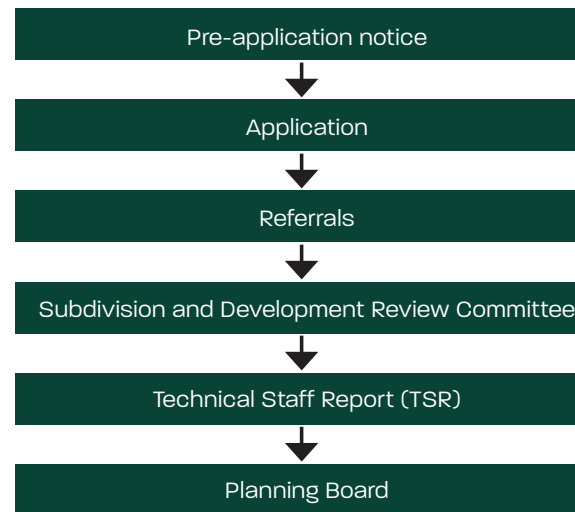 Pre-application notice
Application
Referrals
Subdivision and Development Review Committee
Technical Staff Report (TSR)
Planning Board